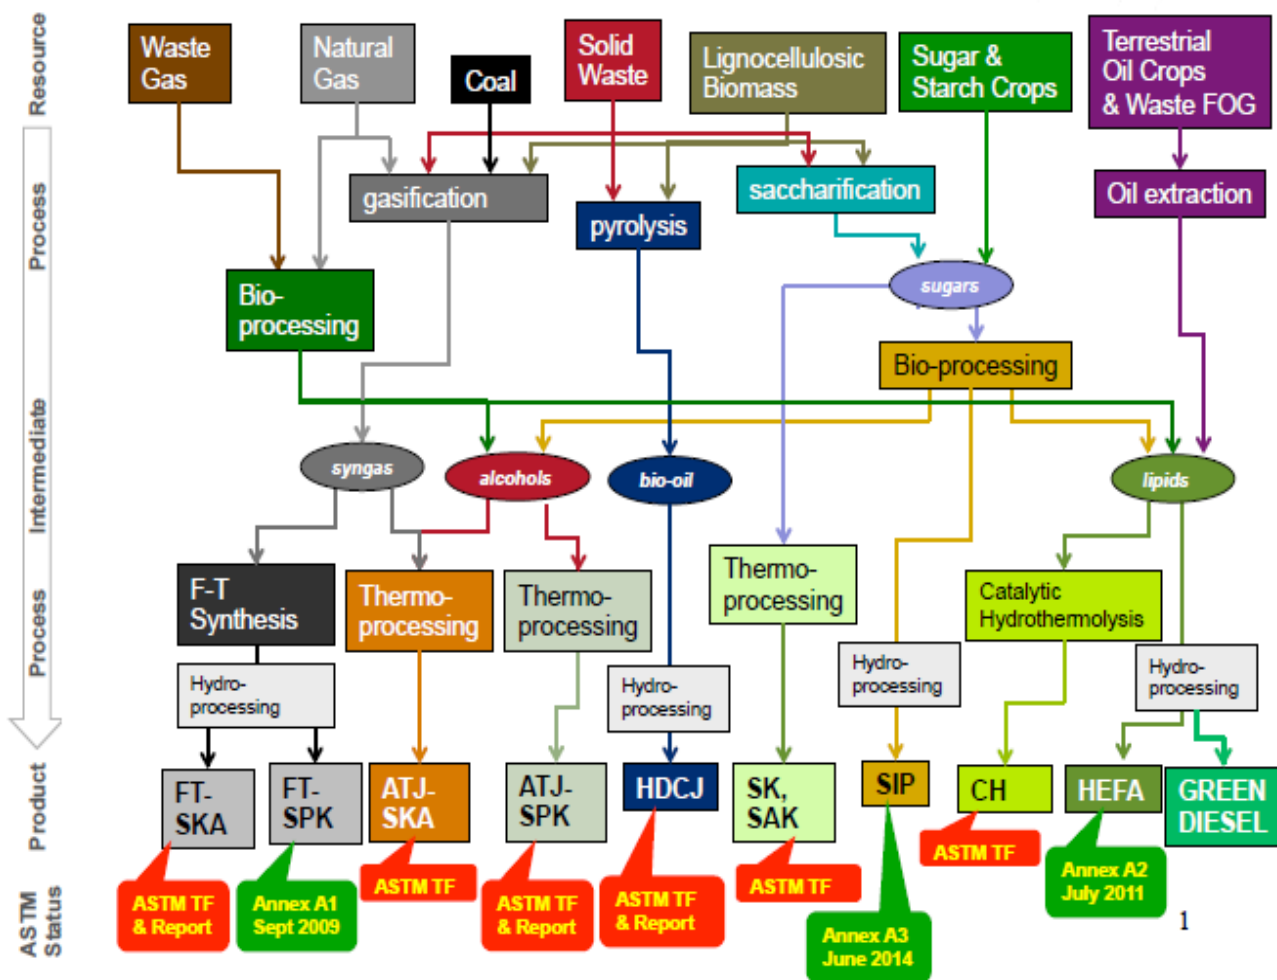 Resource
Waste
Gas
Natural
Gas
Coal
Solid
Waste
Lignocellulosic
Biomass
Sugar &
Starch Crops
Terrestrial
Oil Crops
& Waste FOG
Process
gasification
pyrolysis
saccharification
Oil extraction
Bio-
processing
sugars
Bio-processing
Intermediate
syngas
alcohols
bio-oil
lipids
Process
F-T
Synthesis
Thermo-
processing
Thermo-
processing
Thermo-
processing
Catalytic
Hydrothermolysis
Hydro-
processing
Hydro-
processing
Hydro-
processing
Hydro-
processing
Product
FT-
SKA
FT-
SPK
ATJ-
SKA
ATJ-
SPK
HDCJ
SK,
SAK
SIP
CH
HEFA
GREEN
DIESEL
ASTM
Status
ASTM TF
& Report
Annex A1
Sept 2009
ASTM TF
ASTM TF
& Report
ASTM TF
& Report
ASTM TF
Annex A3
June 2014
ASTM TF
Annex A2
July 2011
1